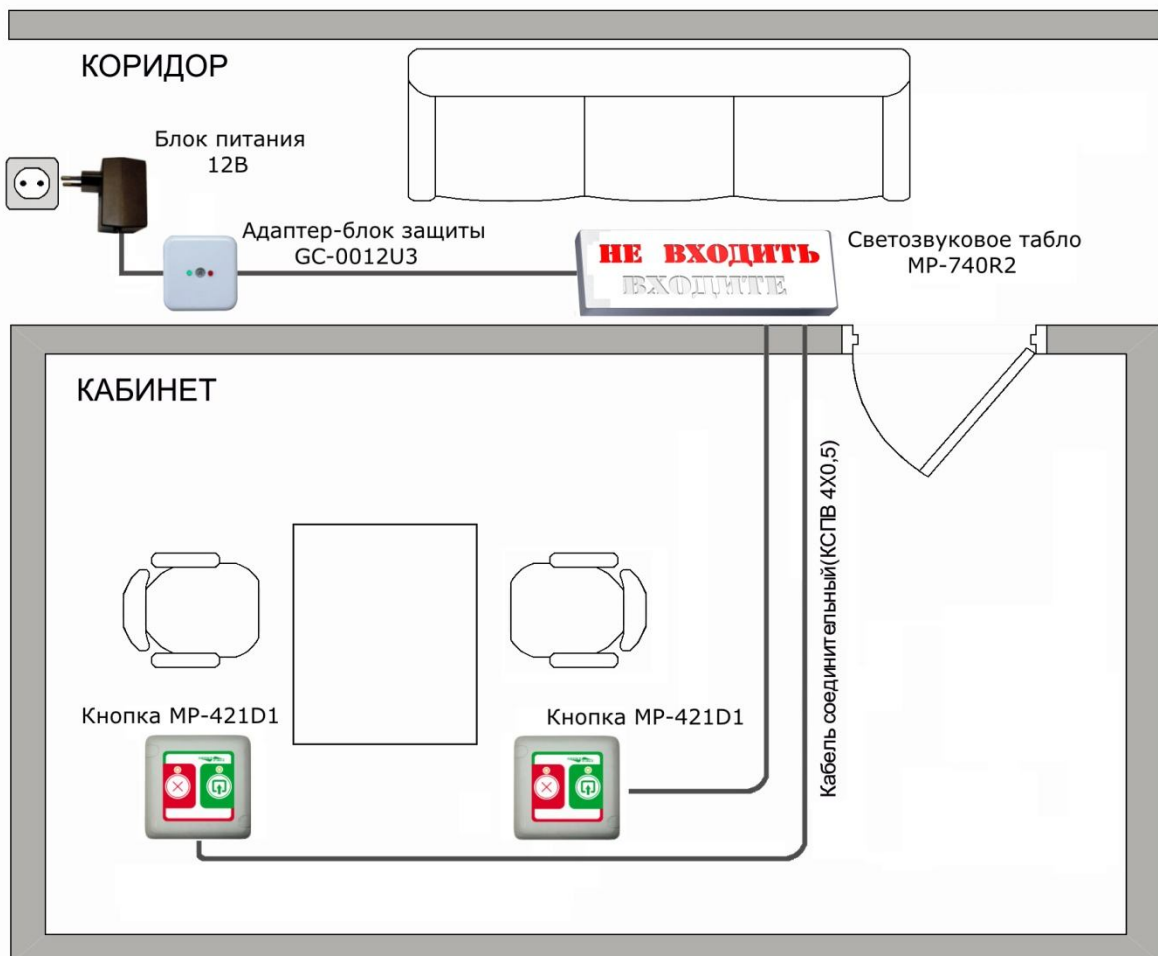 КОРИДОР
Блок питания
12В
Адаптер-блок защиты
GC-0012U3
НЕ ВХОДИТЬ
ВХОДИТЕ
Светозвуковое табло
MP-740R2
КАБИНЕТ
Кабель соединительный(КСПВ 4X0,5)
Кнопка MP-421D1
Кнопка MP-421D1